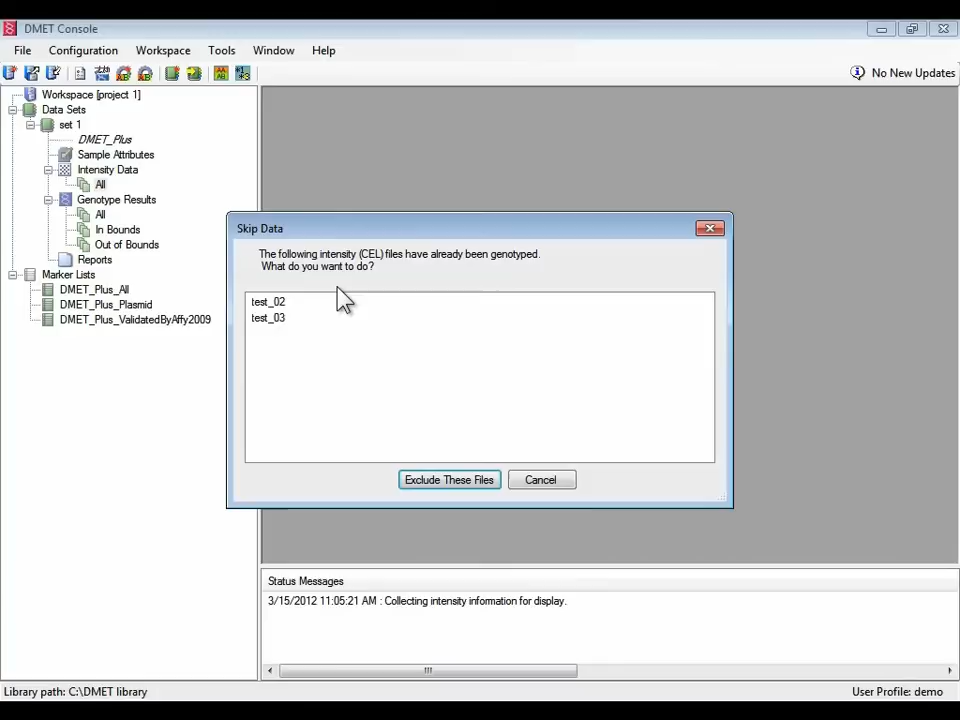 DMET Console
File Configuration Workspace Tools Window Help
No New Updates
Workspace [project 1]
Data Sets
set 1
DMET_Plus
Sample Attributes
Intensity Data
All
Genotype Results
All
In Bounds
Out of Bounds
Reports
Marker Lists
DMET_Plus_All
DMET_Plus_Plasmid
DMET_Plus_ValidatedByAffy2009
Skip Data
The following intensity (CEL) files have already been genotyped.
What do you want to do?
test_02
test_03
Exclude These Files Cancel
Status Messages
3/15/2012 11:05:21 AM : Collecting intensity information for display.
Library path: C:\DMET library User Profile: demo